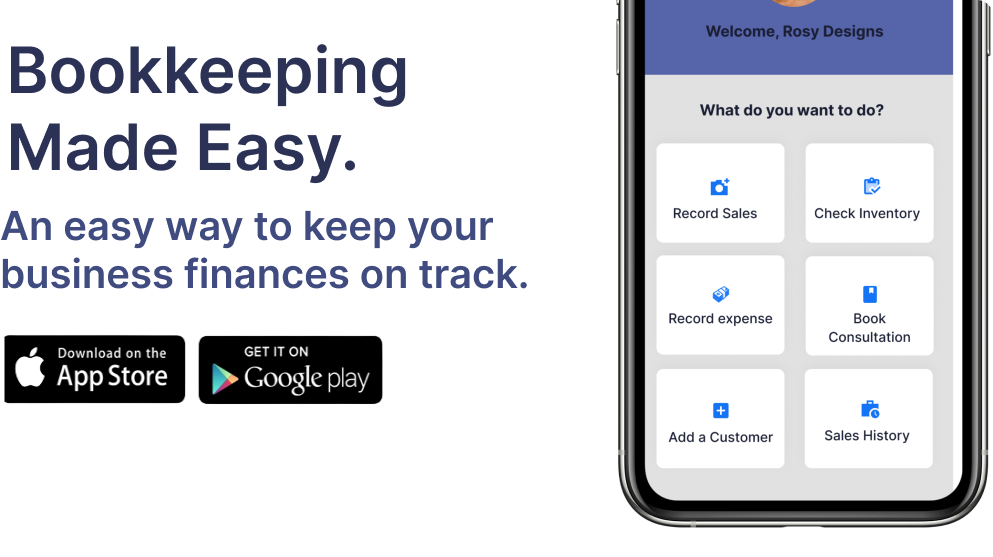 Bookkeeping
Made Easy.
An easy way to keep your
business finances on track.
Download on the
App Store
GET IT ON
Google play
Welcome, Rosy Designs
What do you want to do?
Record Sales
Check Inventory
Record expense
Book
Consultation
Add a Customer
Sales History